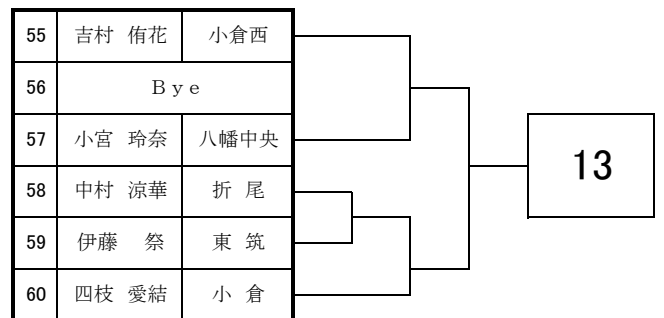 55 吉村 侑花 小倉西
56 Bye
57 小宮 玲奈 八幡中央
58 中村 涼華 折 尾
59 伊藤 祭 東 筑
60 四枝 愛結 小 倉
13